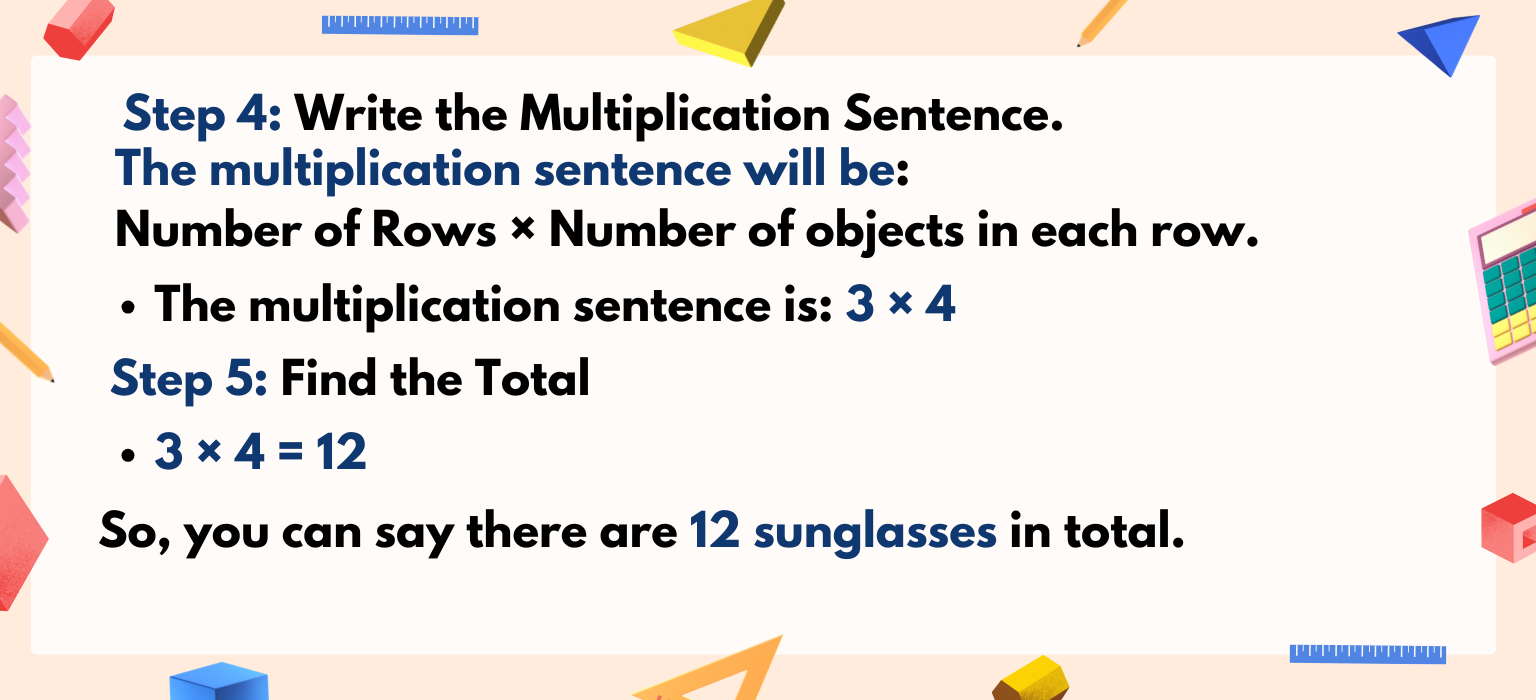 Step 4: Write the Multiplication Sentence.
The multiplication sentence will be:
Number of Rows × Number of objects in each row.
• The multiplication sentence is: 3 × 4
Step 5: Find the Total
• 3 × 4 = 12
So, you can say there are 12 sunglasses in total.